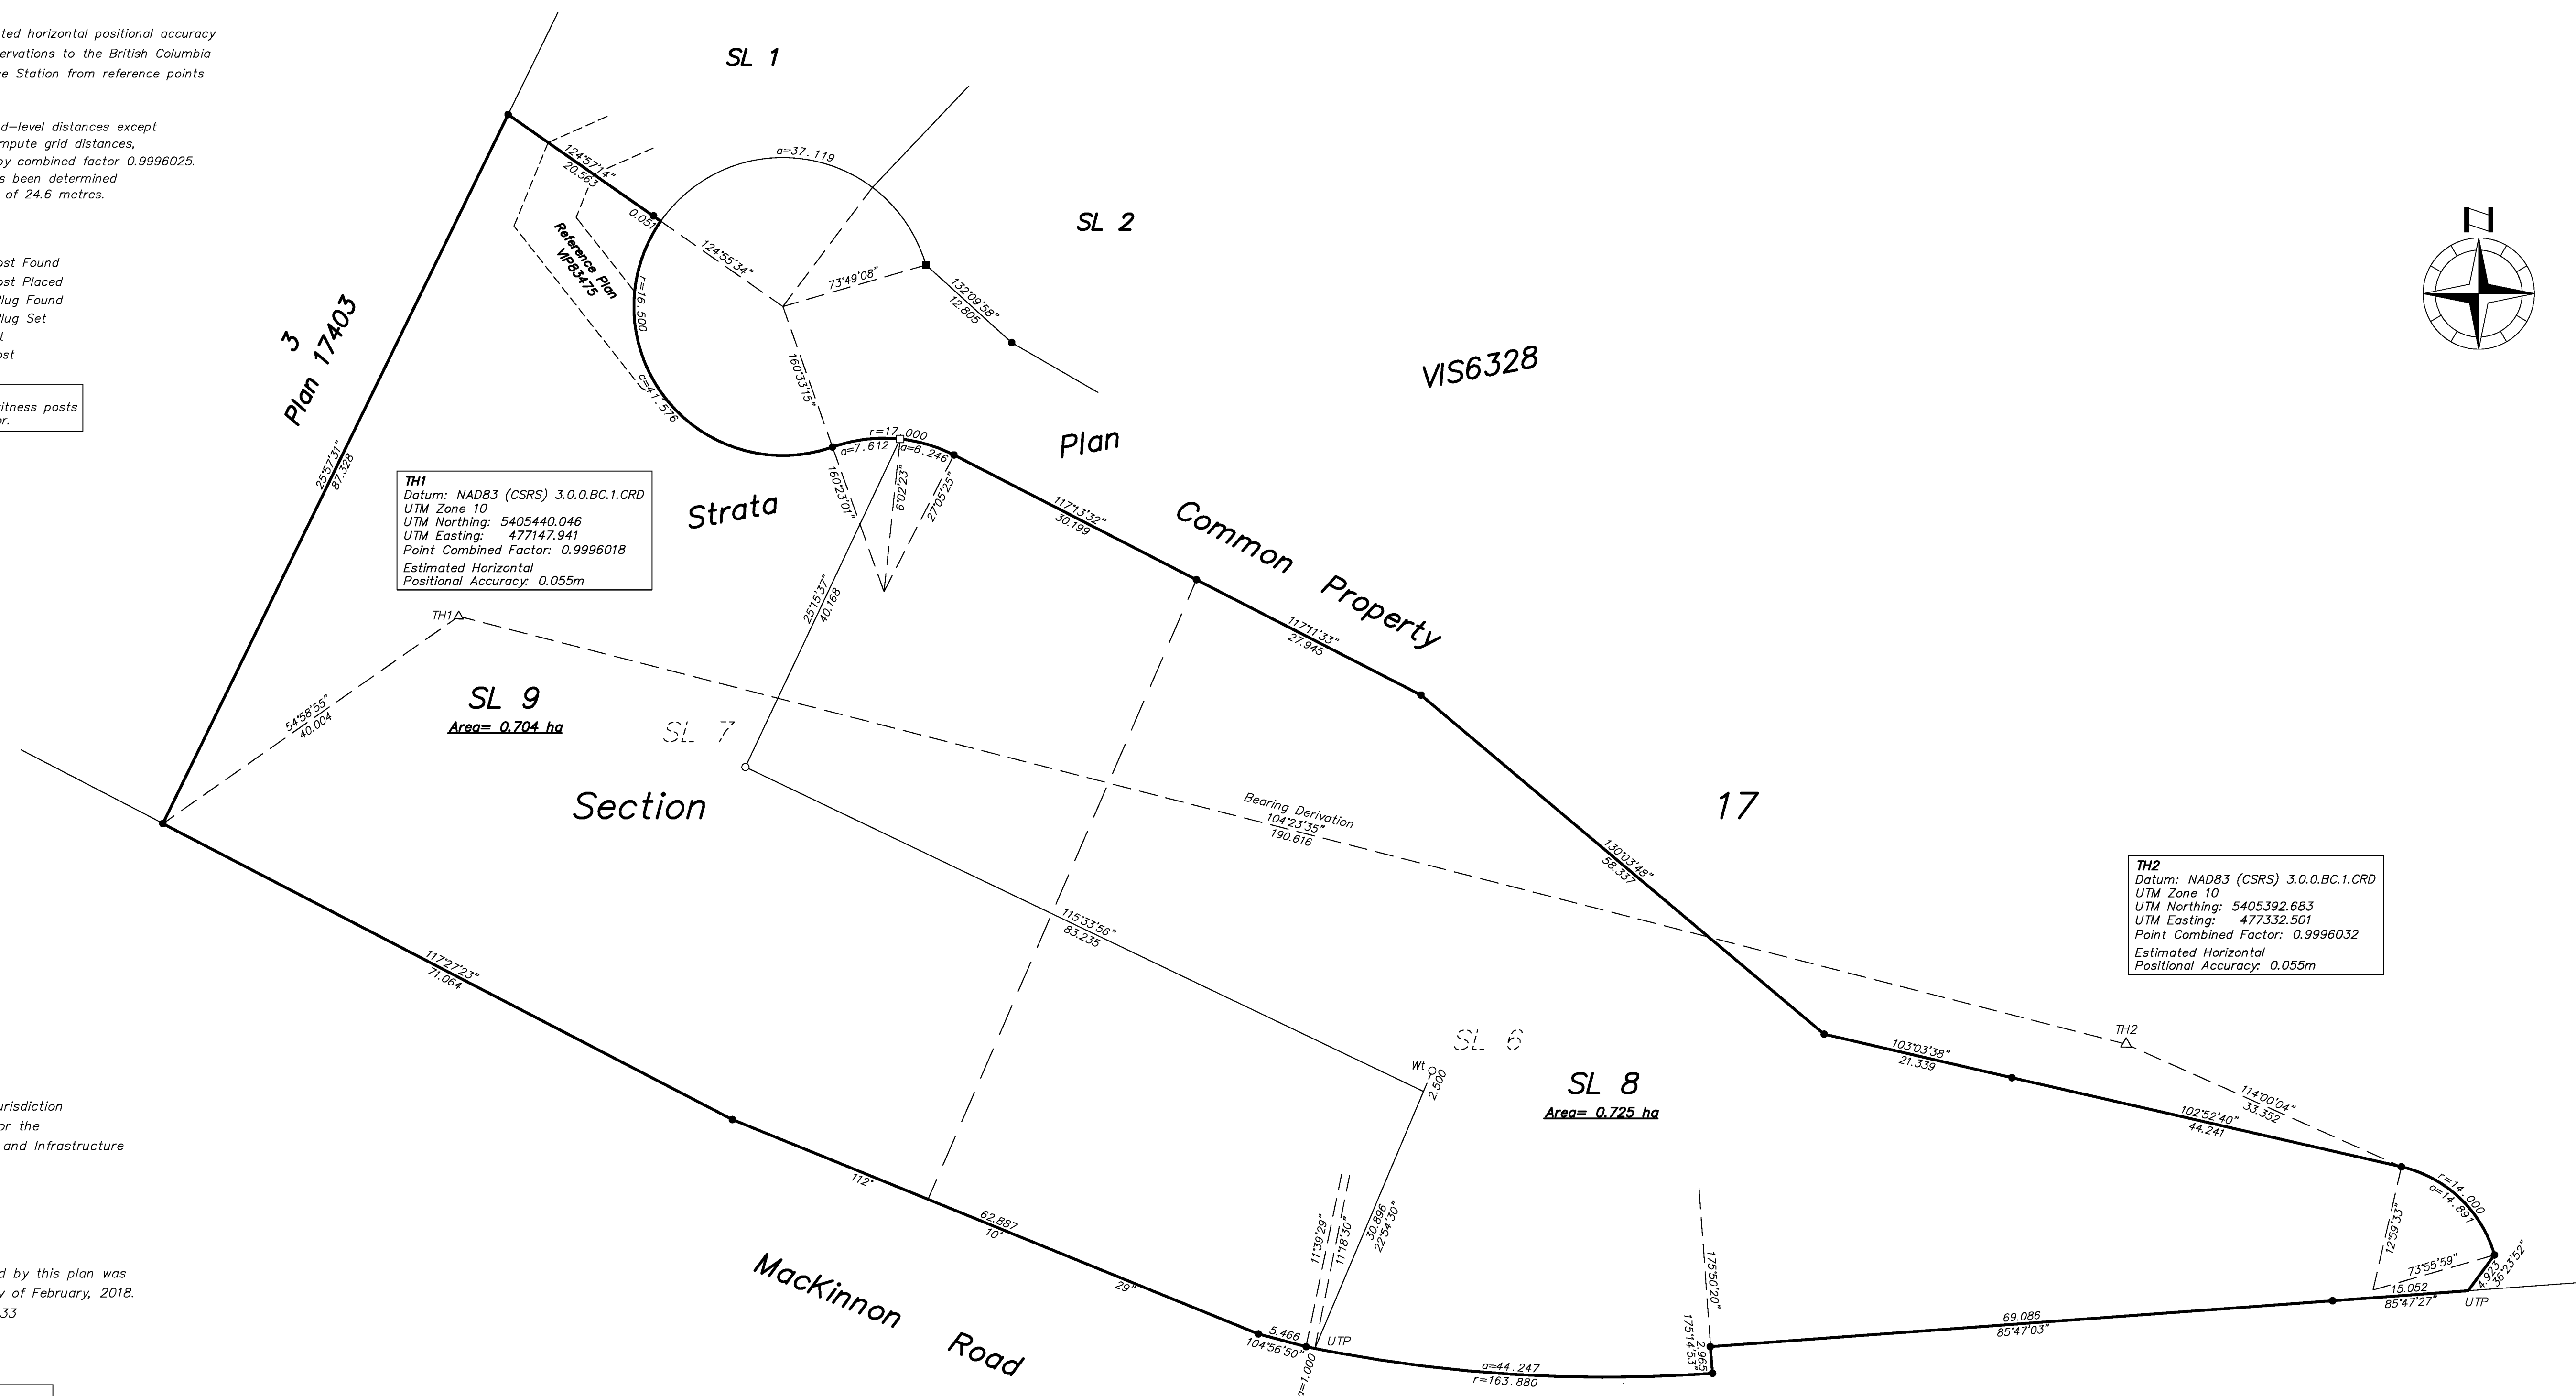 ted horizontal positional accuracy
ervations to the British Columbia
se Station from reference points
d-level distances except
mpute grid distances,
by combined factor 0.9996025.
s been determined
of 24.6 metres.
ost Found
ost Placed
Plug Found
Plug Set
t
ost
itness posts
er.
urisdiction
or the
and Infrastructure
d by this plan was
y of February, 2018.
33
SL 1
SL 2
a=37.119
124°57'14"
20.563
0.051
Reference Plan
VIP83475
124°55'34"
73°49'08"
132°09'58"
12.805
r=16.500
a=41.576
160°33'15"
3
Plan 17403
25°57'31"
87.328
VIS6328
r=17.000
a=7.612
a=6.246
160°23'01"
6°02'23"
27°05'25"
Strata
Plan
Common Property
117°13'32"
30.199
117°11'33"
27.945
TH1
Datum: NAD83 (CSRS) 3.0.0.BC.1.CRD
UTM Zone 10
UTM Northing: 5405440.046
UTM Easting: 477147.941
Point Combined Factor: 0.9996018
Estimated Horizontal
Positional Accuracy: 0.055m
TH1
25°15'37"
40.168
54°58'55"
40.004
SL 9
Area= 0.704 ha
SL 7
Section
17
Bearing Derivation
104°23'35"
190.616
130°03'48"
58.337
TH2
Datum: NAD83 (CSRS) 3.0.0.BC.1.CRD
UTM Zone 10
UTM Northing: 5405392.683
UTM Easting: 477332.501
Point Combined Factor: 0.9996032
Estimated Horizontal
Positional Accuracy: 0.055m
117°27'23"
71.064
115°33'56"
83.235
TH2
SL 6
Wt
2.500
SL 8
Area= 0.725 ha
103°03'38"
21.339
114°00'04"
33.352
102°52'40"
44.241
112°
62.887
10'
29"
r=14.000
a=14.891
12°59'33"
73°55'59"
4.923
36°23'52"
11°39'29"
11°18'30"
30.896
22°54'30"
175°50'20"
15.052
85°47'27"
UTP
MacKinnon Road
5.466
104°56'50"
UTP
a=1.000
a=44.247
r=163.880
2.965
175°14'53"
69.086
85°47'03"
N